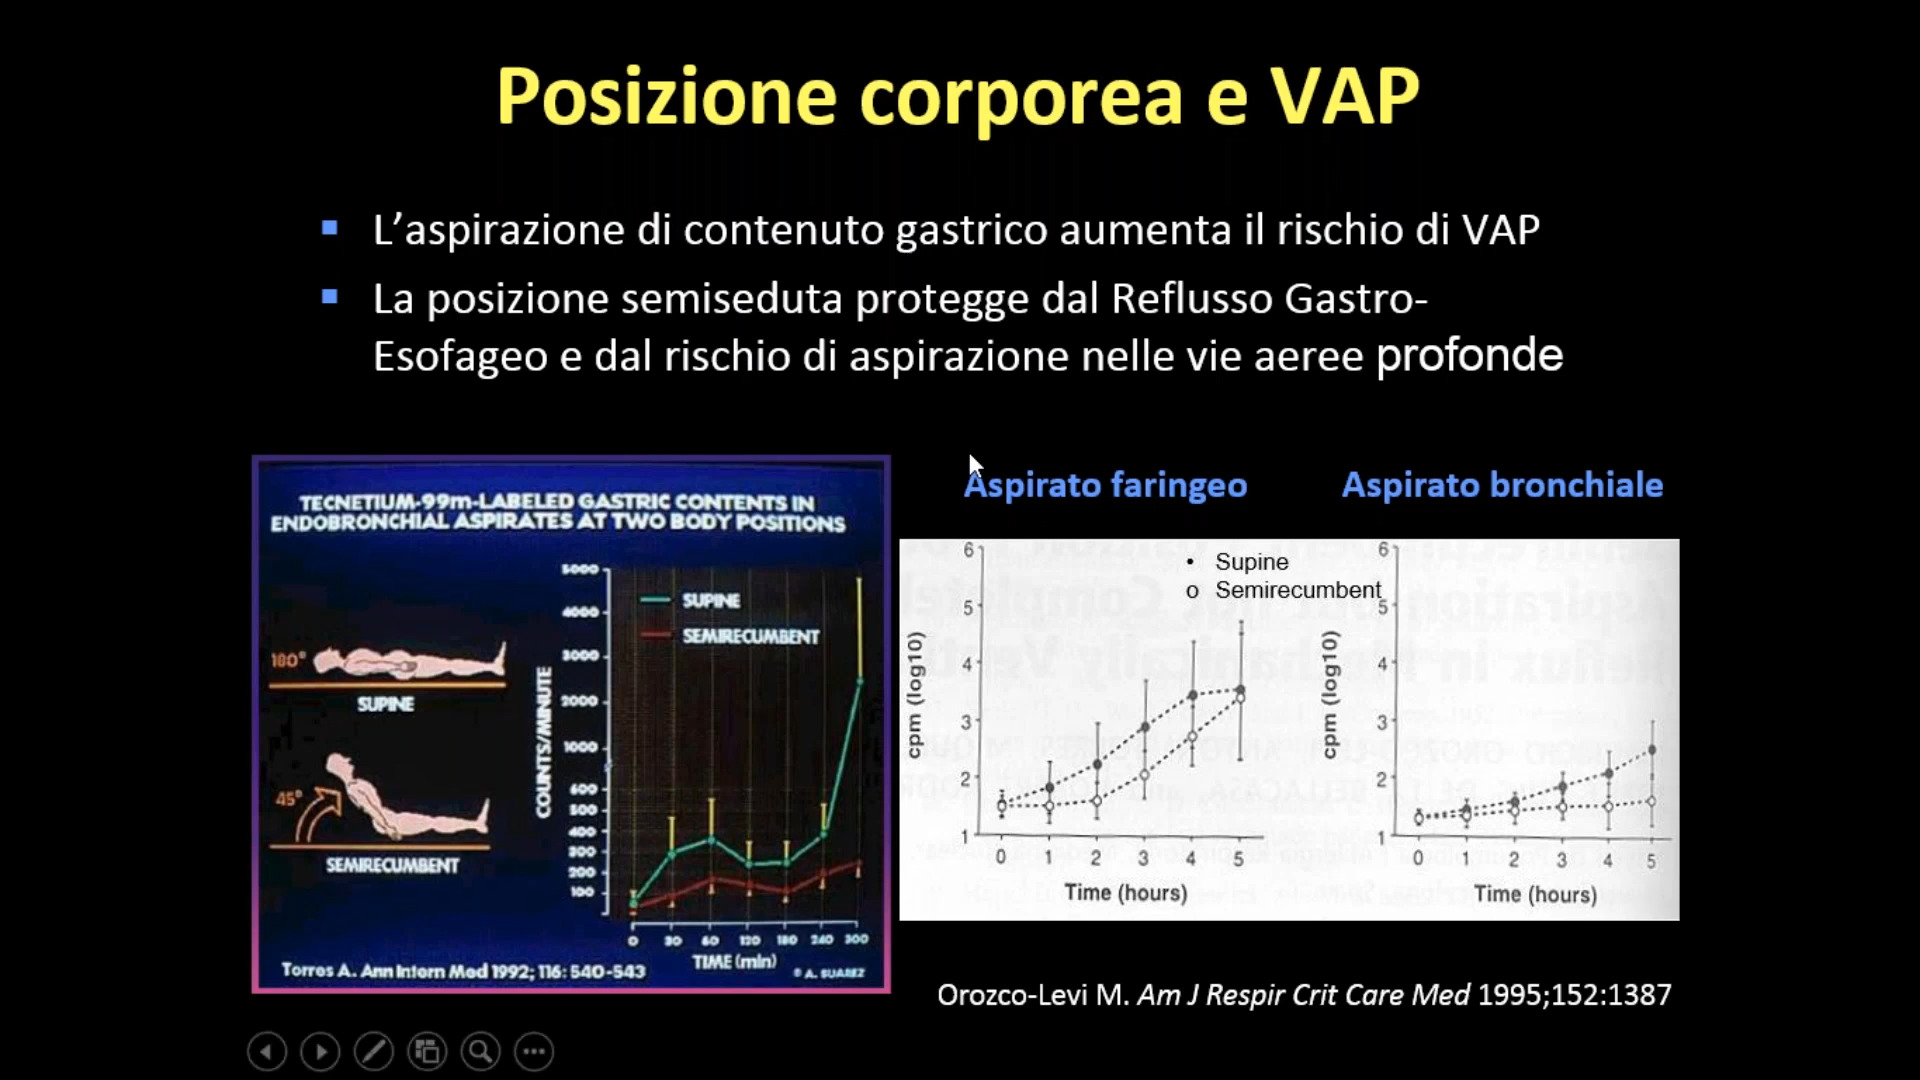 Posizione corporea e VAP
L’aspirazione di contenuto gastrico aumenta il rischio di VAP
La posizione semiseduta protegge dal Reflusso Gastro-
Esofageo e dal rischio di aspirazione nelle vie aeree profonde
TECNETIUM-99m-LABELED GASTRIC CONTENTS IN
ENDOBRONCHIAL ASPIRATES AT TWO BODY POSITIONS
180°
SUPINE
45°
SEMIRECUMBENT
COUNTS/MINUTE
5000
4000
3000
2000
1000
600
500
400
300
200
100
SUPINE
SEMIRECUMBENT
0 30 60 120 180 240 300
TIME (min)
Torres A. Ann Intern Med 1992; 116: 540-543
© A. SUAREZ
Aspirato faringeo
Aspirato bronchiale
cpm (log10)
6
5
4
3
2
1
• Supine
o Semirecumbent
0 1 2 3 4 5
Time (hours)
cpm (log10)
6
5
4
3
2
1
0 1 2 3 4 5
Time (hours)
Orozco-Levi M. Am J Respir Crit Care Med 1995;152:1387